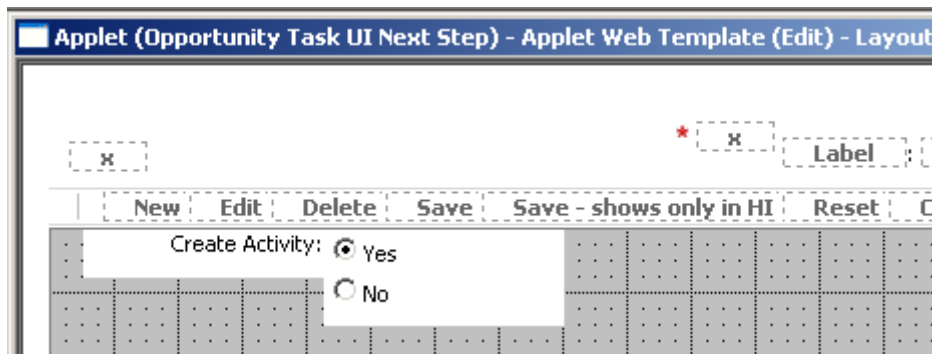 Applet (Opportunity Task UI Next Step) - Applet Web Template (Edit) - Layout
* x
x
Label :
New Edit Delete Save Save - shows only in HI Reset
Create Activity: Yes
No